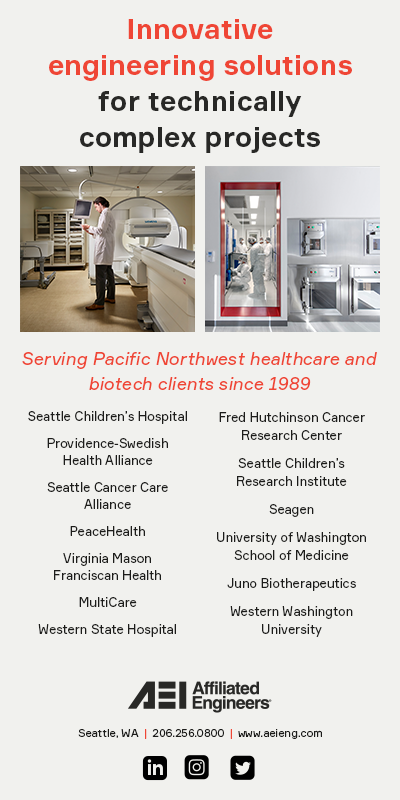 Innovative
engineering solutions
for technically
complex projects
Serving Pacific Northwest healthcare and
biotech clients since 1989
Seattle Children's Hospital
Providence-Swedish
Health Alliance
Seattle Cancer Care
Alliance
PeaceHealth
Virginia Mason
Franciscan Health
MultiCare
Western State Hospital
Fred Hutchinson Cancer
Research Center
Seattle Children's
Research Institute
Seagen
University of Washington
School of Medicine
Juno Biotherapeutics
Western Washington
University
AEI Affiliated
Engineers
Seattle, WA | 206.256.0800 | www.aeieng.com
in